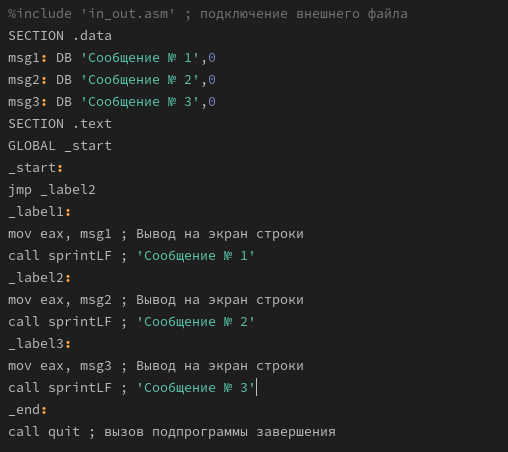 %include 'in_out.asm' ; подключение внешнего файла
SECTION .data
msg1: DB 'Сообщение № 1',0
msg2: DB 'Сообщение № 2',0
msg3: DB 'Сообщение № 3',0
SECTION .text
GLOBAL _start
_start:
jmp _label2
_label1:
mov eax, msg1 ; Вывод на экран строки
call sprintLF ; 'Сообщение № 1'
_label2:
mov eax, msg2 ; Вывод на экран строки
call sprintLF ; 'Сообщение № 2'
_label3:
mov eax, msg3 ; Вывод на экран строки
call sprintLF ; 'Сообщение № 3'
_end:
call quit ; вызов подпрограммы завершения